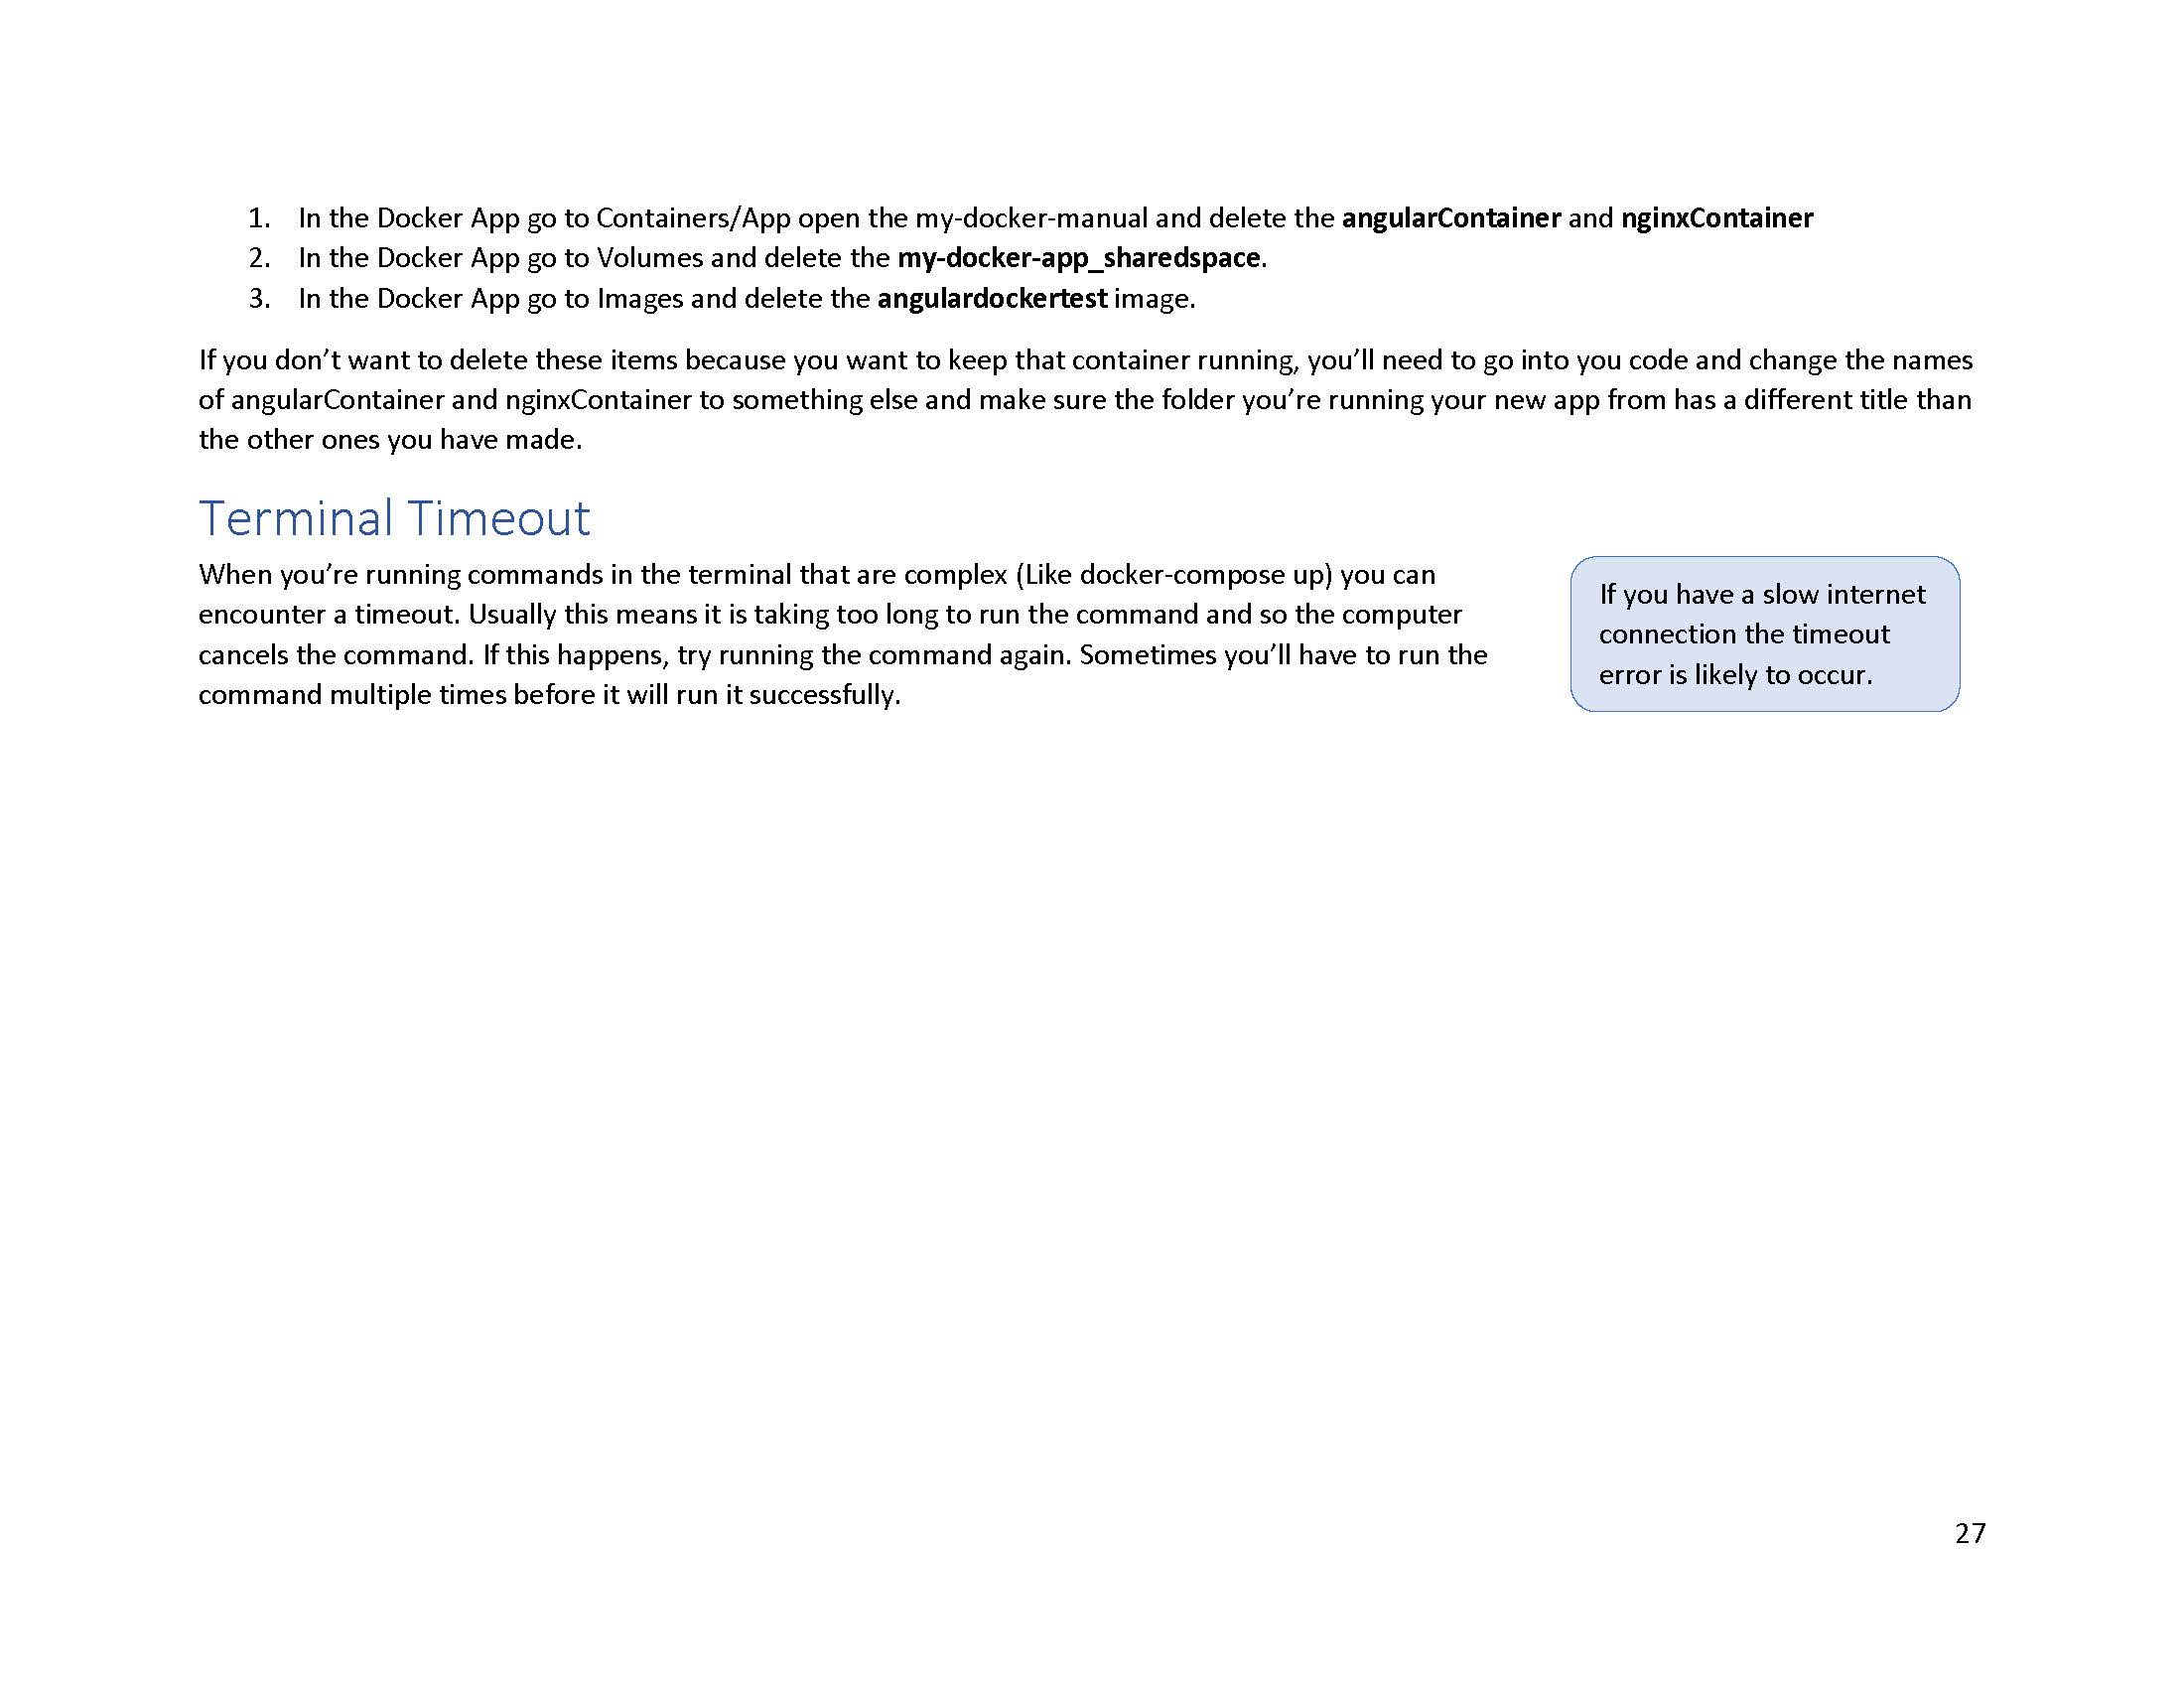 1. In the Docker App go to Containers/App open the my-docker-manual and delete the angularContainer and nginxContainer
2. In the Docker App go to Volumes and delete the my-docker-app_sharedspace.
3. In the Docker App go to Images and delete the angulardockertest image.
If you don’t want to delete these items because you want to keep that container running, you’ll need to go into you code and change the names
of angularContainer and nginxContainer to something else and make sure the folder you’re running your new app from has a different title than
the other ones you have made.
Terminal Timeout
When you’re running commands in the terminal that are complex (Like docker-compose up) you can
encounter a timeout. Usually this means it is taking too long to run the command and so the computer
cancels the command. If this happens, try running the command again. Sometimes you’ll have to run the
command multiple times before it will run it successfully.
If you have a slow internet
connection the timeout
error is likely to occur.
27